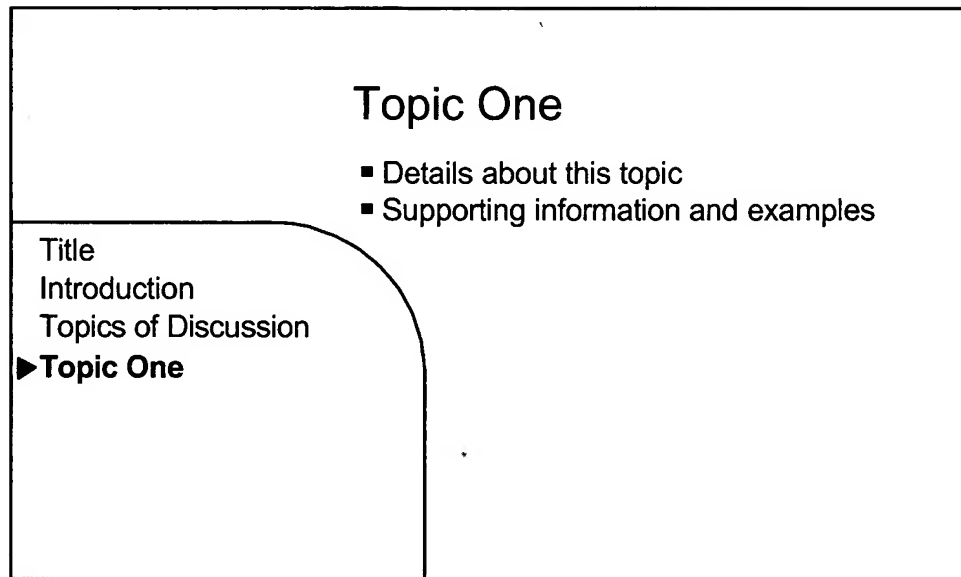 Topic One
▪ Details about this topic
▪ Supporting information and examples
Title
Introduction
Topics of Discussion
▶Topic One